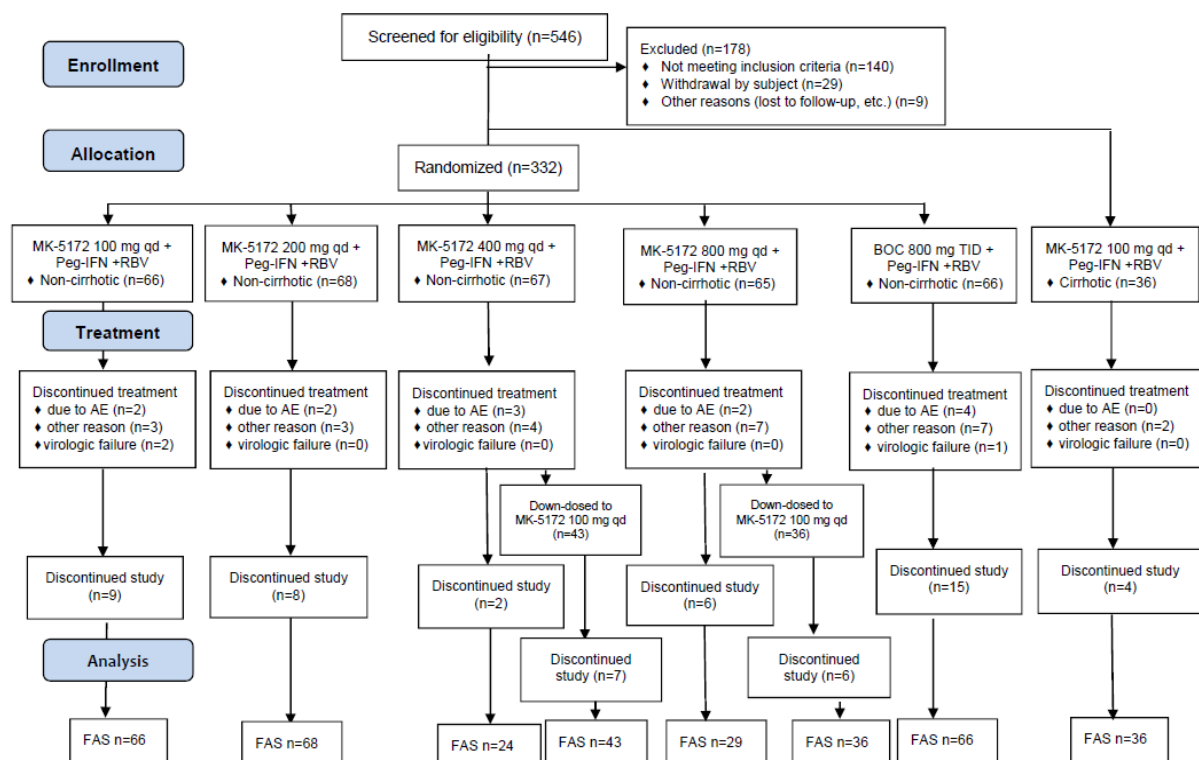 Screened for eligibility (n=546)
Enrollment
Excluded (n=178)
♦ Not meeting inclusion criteria (n=140)
♦ Withdrawal by subject (n=29)
♦ Other reasons (lost to follow-up, etc.) (n=9)
Allocation
Randomized (n=332)
MK-5172 100 mg qd +
Peg-IFN +RBV
♦ Non-cirrhotic (n=66)
MK-5172 200 mg qd +
Peg-IFN +RBV
♦ Non-cirrhotic (n=68)
MK-5172 400 mg qd +
Peg-IFN +RBV
♦ Non-cirrhotic (n=67)
MK-5172 800 mg qd +
Peg-IFN +RBV
♦ Non-cirrhotic (n=65)
BOC 800 mg TID +
Peg-IFN +RBV
♦ Non-cirrhotic (n=66)
MK-5172 100 mg qd +
Peg-IFN +RBV
♦ Cirrhotic (n=36)
Treatment
Discontinued treatment
♦ due to AE (n=2)
♦ other reason (n=3)
♦ virologic failure (n=2)
Discontinued treatment
♦ due to AE (n=2)
♦ other reason (n=3)
♦ virologic failure (n=0)
Discontinued treatment
♦ due to AE (n=3)
♦ other reason (n=4)
♦virologic failure (n=0)
Discontinued treatment
♦ due to AE (n=2)
♦ other reason (n=7)
♦ virologic failure (n=0)
Discontinued treatment
♦ due to AE (n=4)
♦ other reason (n=7)
♦ virologic failure (n=1)
Discontinued treatment
♦ due to AE (n=0)
♦ other reason (n=2)
♦ virologic failure (n=0)
Down-dosed to
MK-5172 100 mg qd
(n=43)
Down-dosed to
MK-5172 100 mg qd
(n=36)
Discontinued study
(n=9)
Discontinued study
(n=8)
Discontinued study
(n=2)
Discontinued study
(n=6)
Discontinued study
(n=15)
Discontinued study
(n=4)
Analysis
Discontinued
study (n=7)
Discontinued
study (n=6)
FAS n=66
FAS n=68
FAS n=24
FAS n=43
FAS n=29
FAS n=36
FAS n=66
FAS n=36